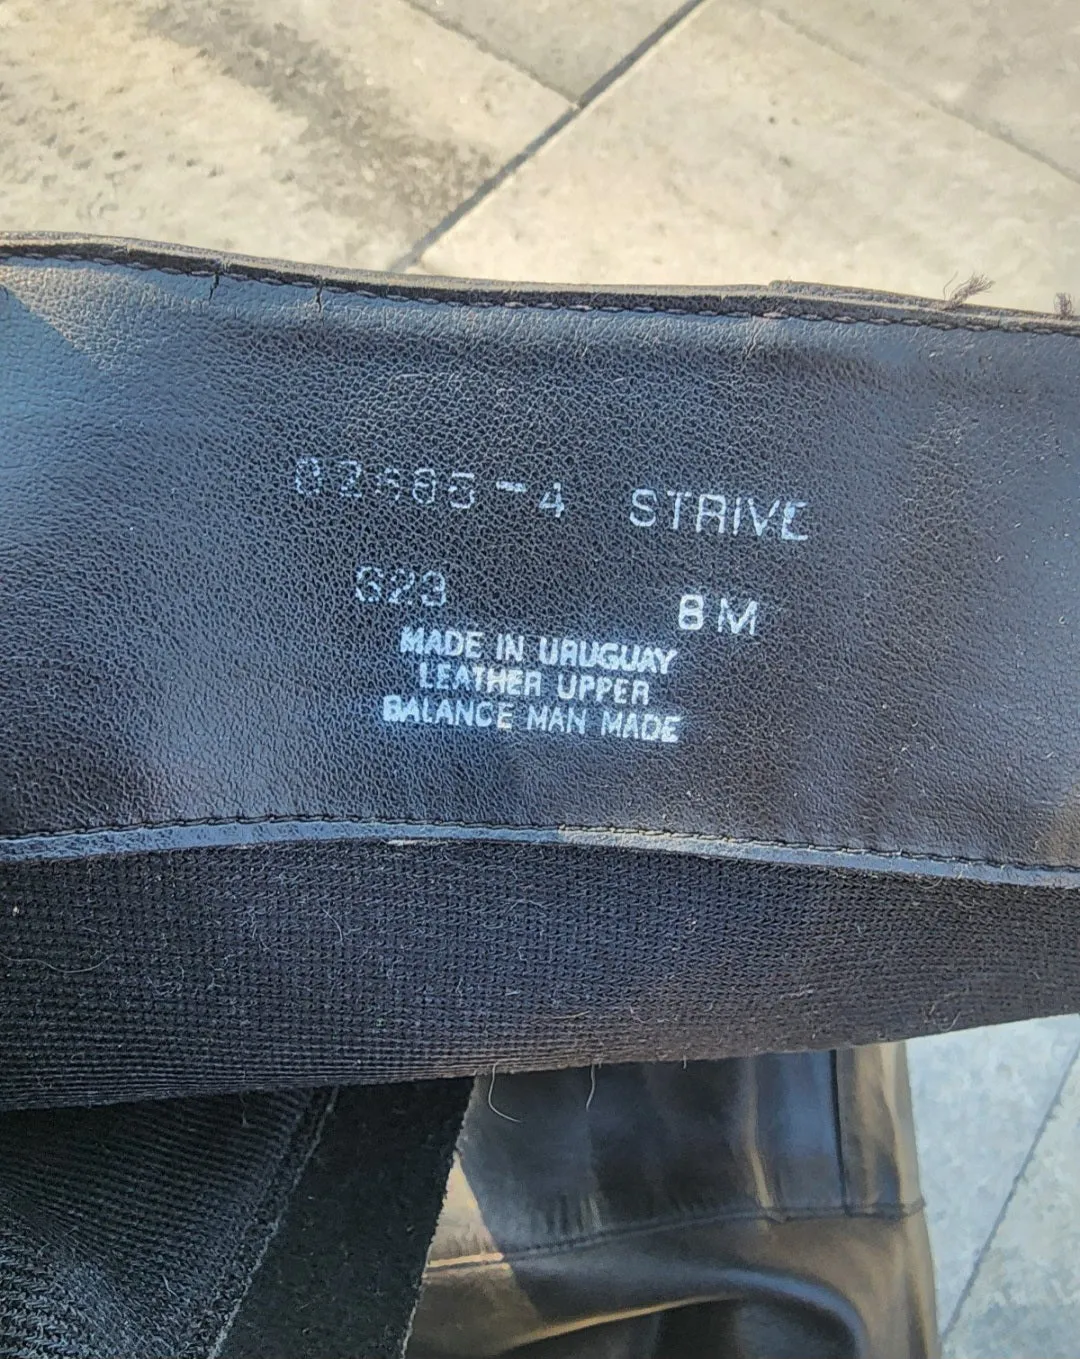 STRIVE
8 M
MADE IN URUGUAY
LEATHER UPPER
BALANCE MAN MADE